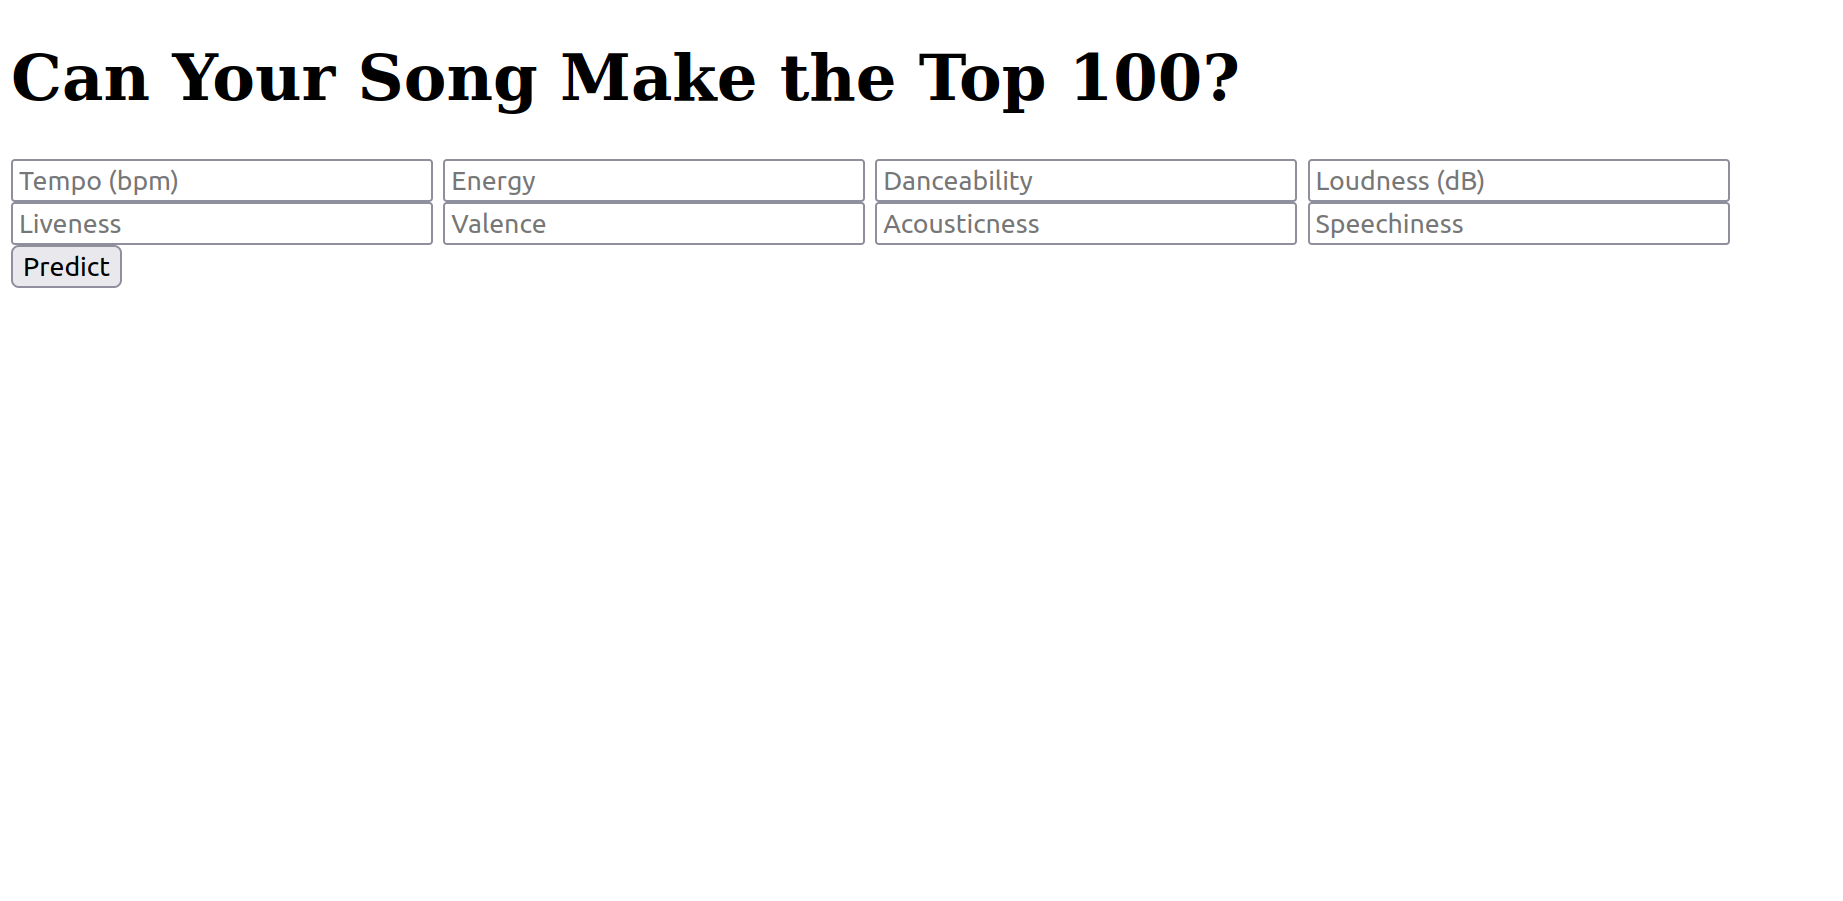 Can Your Song Make the Top 100?
Tempo (bpm) Energy Danceability Loudness (dB)
Liveness Valence Acousticness Speechiness
Predict